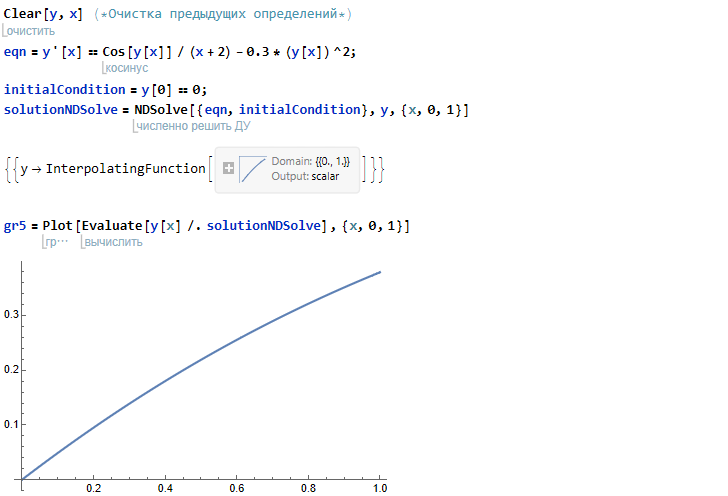 Clear[y, x] (*Очистка предыдущих определений*)
очистить
eqn = y'[x] == Cos[y[x]] / (x + 2) - 0.3 * (y[x]) ^2;
косинус
initialCondition = y[0] == 0;
solutionNDSolve = NDSolve[{eqn, initialCondition}, y, {x, 0, 1}]
численно решить ДУ
{{y → InterpolatingFunction[ Domain: {{0., 1.}} Output: scalar ]}}
gr5 = Plot[Evaluate[y[x] /. solutionNDSolve], {x, 0, 1}]
гр⋯ вычислить
0.3
0.2
0.1
0.2 0.4 0.6 0.8 1.0